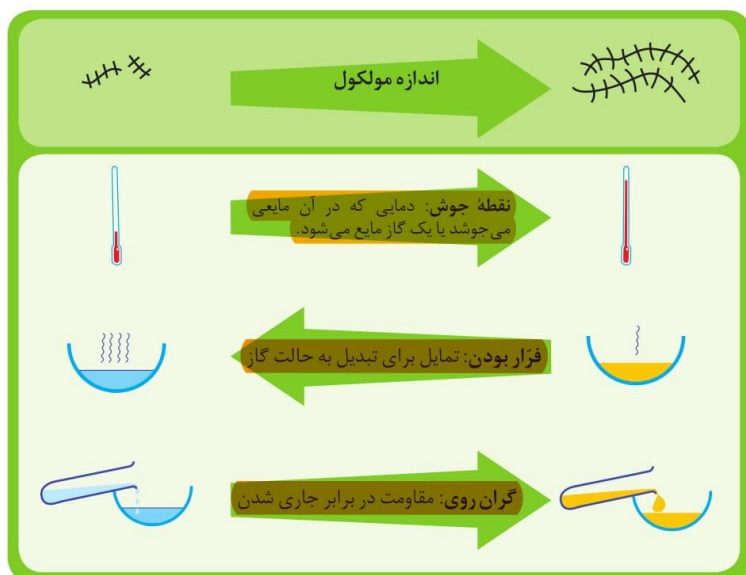 اندازه مولکول
نقطهٔ جوش: دمایی که در آن مایعی
می‌جوشد یا یک گاز مایع می‌شود.
فرّار بودن: تمایل برای تبدیل به حالت گاز
گران روی: مقاومت در برابر جاری شدن